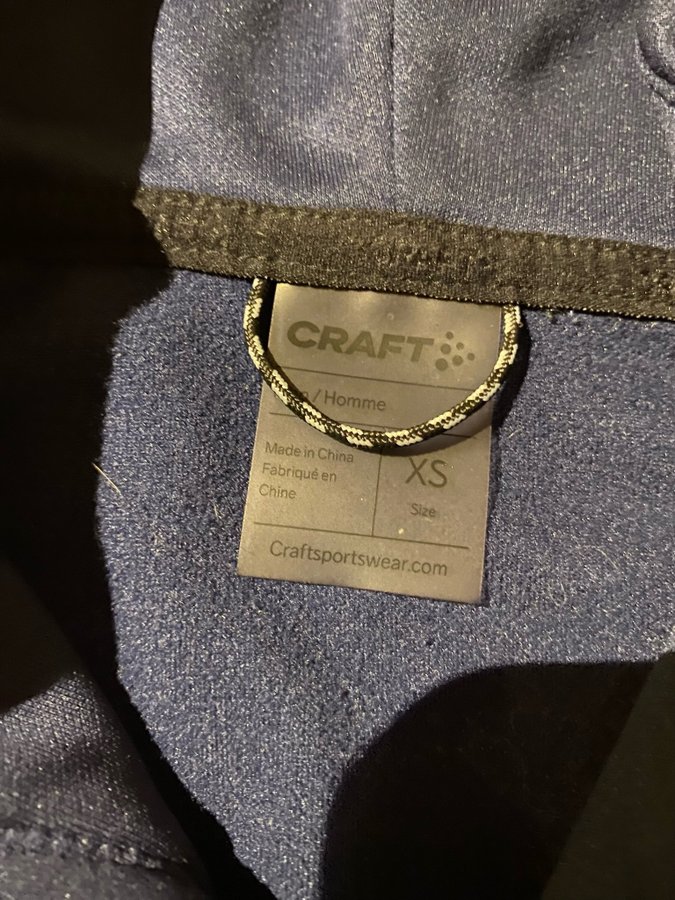 CRAFT
/ Homme
Made in China
Fabriqué en
Chine
XS
Size
Craftsportswear.com